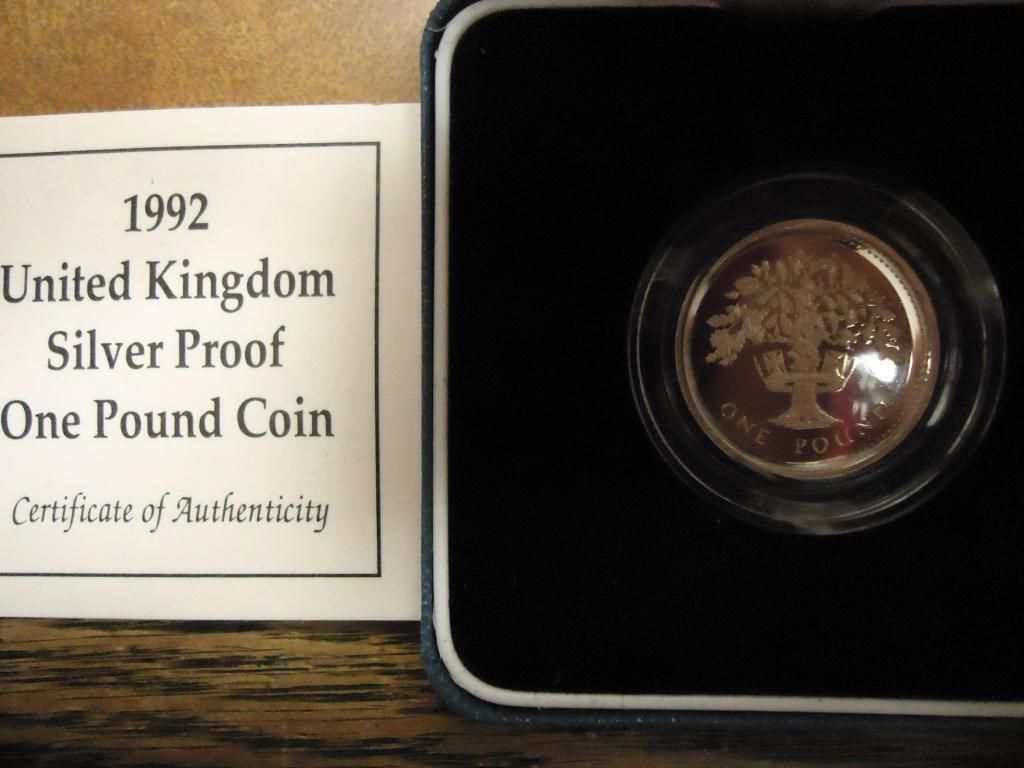 1992
United Kingdom
Silver Proof
One Pound Coin
Certificate of Authenticity
ONE POUND